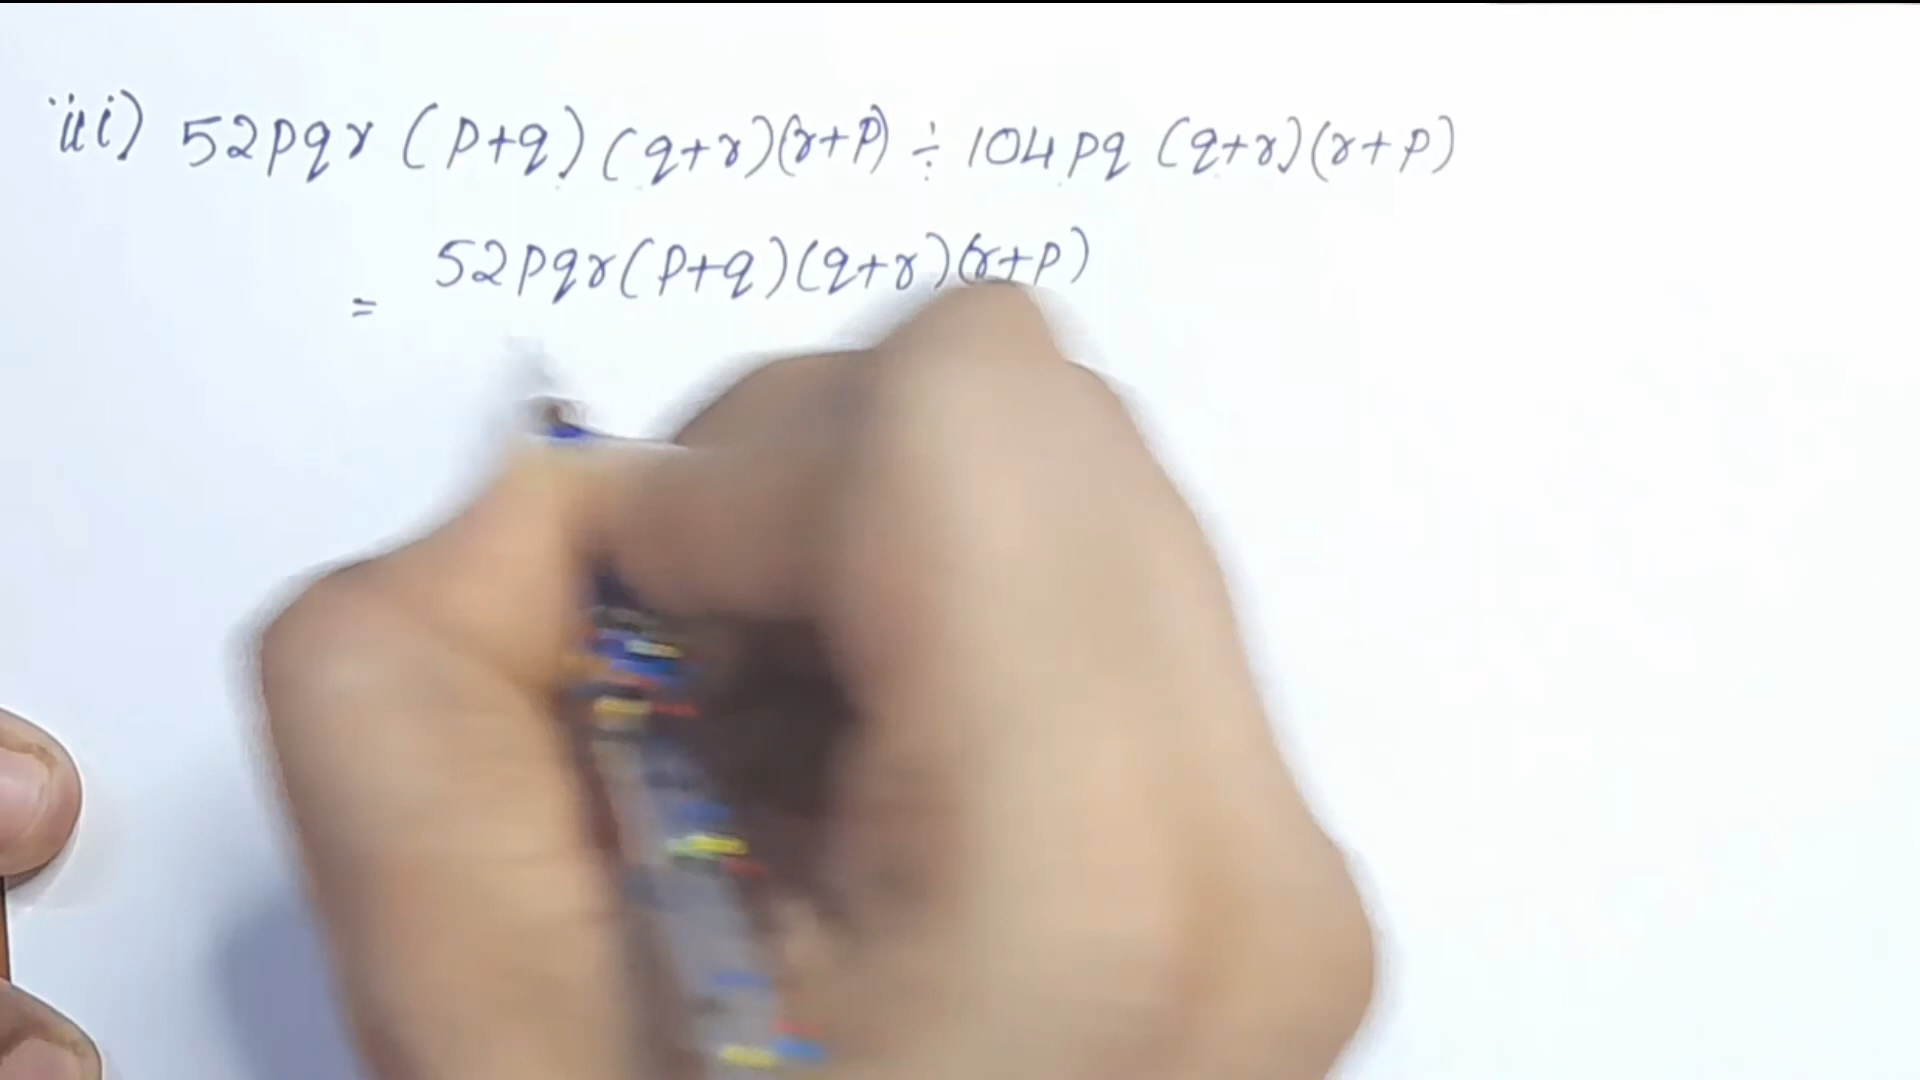 iii) 52pqr (p+q) (q+r)(r+p) ÷ 104pq (q+r)(r+p)
= 52pqr(p+q)(q+r)(r+p)